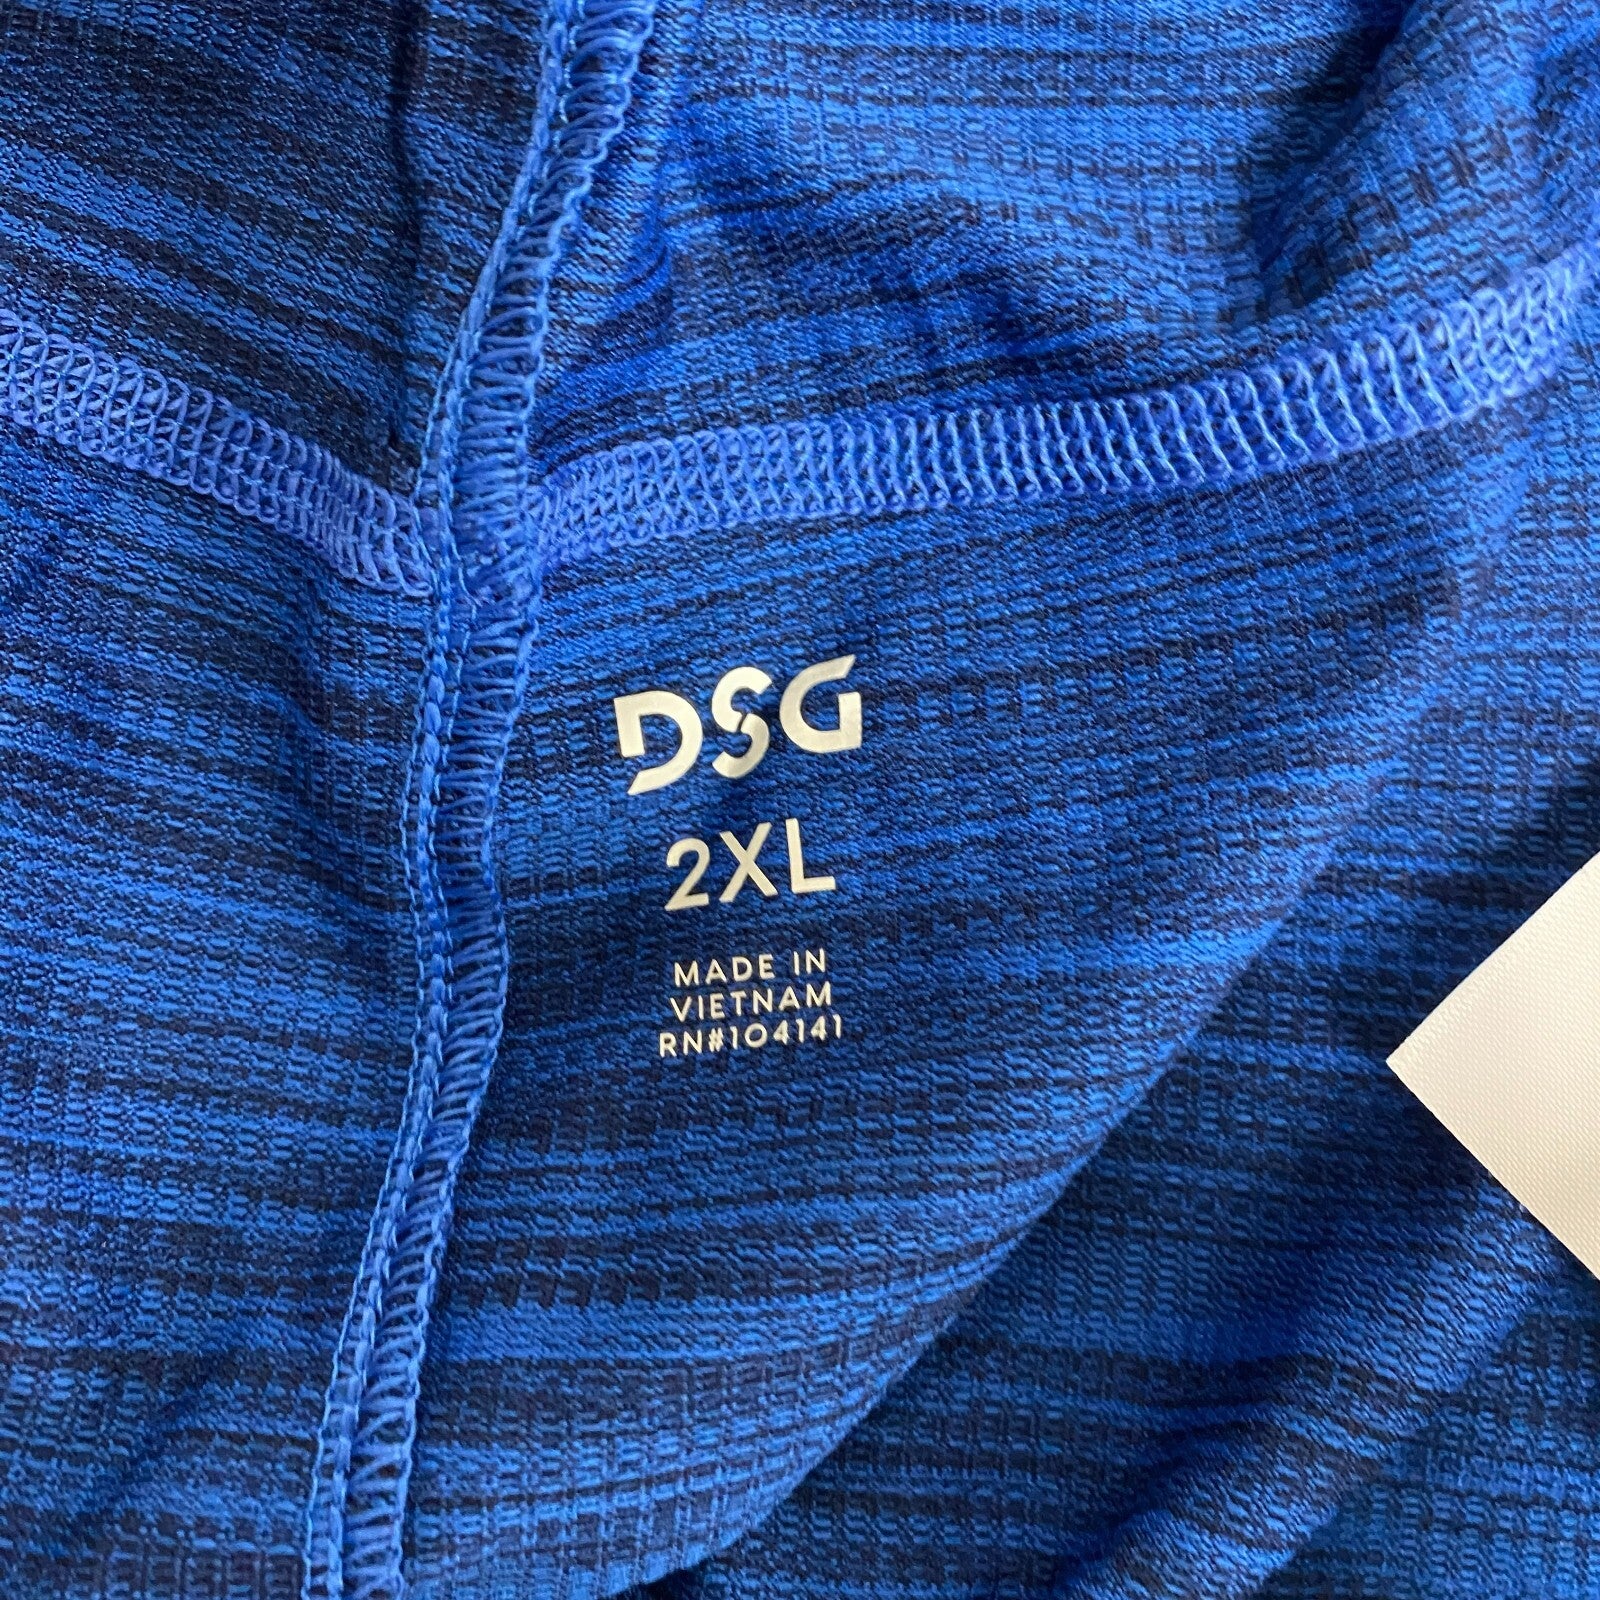 DSG
2XL
MADE IN
VIETNAM
RN#104141